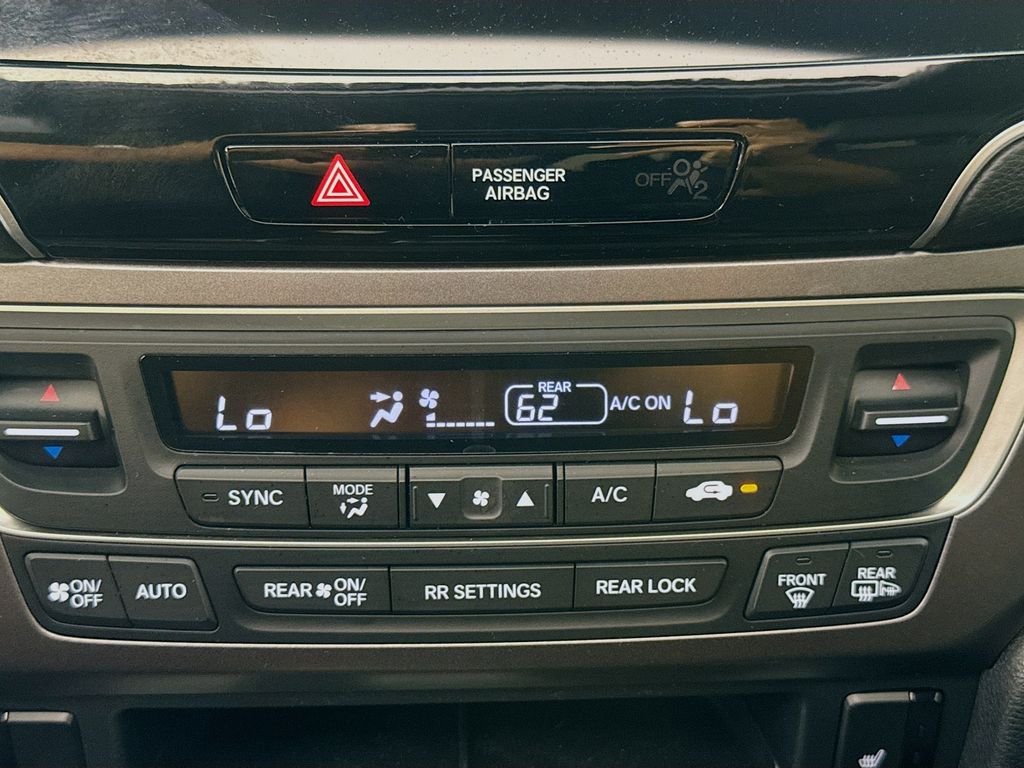 PASSENGER
AIRBAG
OFF
2
Lo
REAR
62
A/C ON
Lo
SYNC
MODE
A/C
ON/
OFF
AUTO
REAR ON/
OFF
RR SETTINGS
REAR LOCK
FRONT
REAR